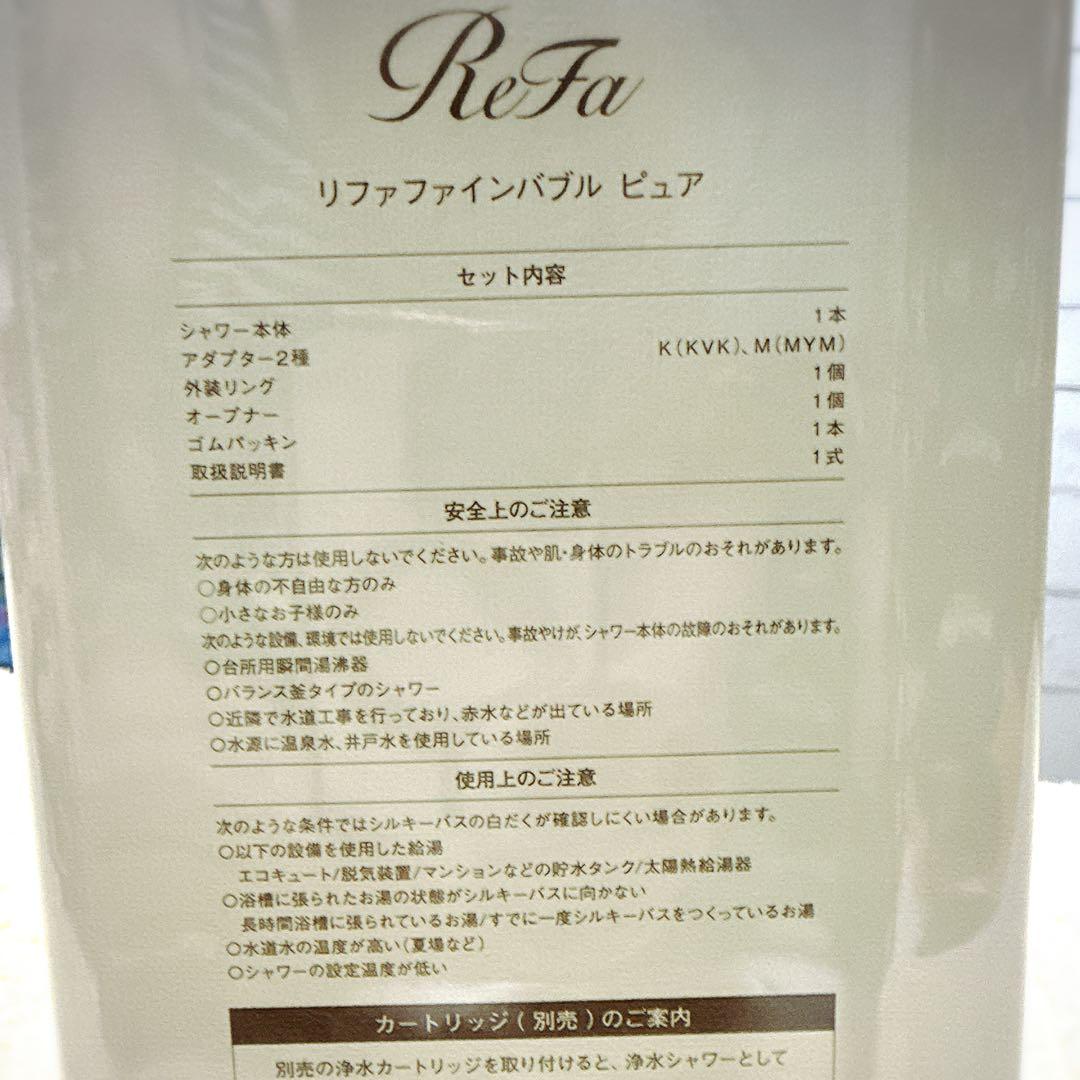 ReFa
リファファインバブル ピュア
セット内容
シャワー本体 1本
アダプター2種 K(KVK)、M(MYM)
外装リング 1個
オープナー 1個
ゴムパッキン 1本
取扱説明書 1式
安全上のご注意
次のような方は使用しないでください。事故や肌・身体のトラブルのおそれがあります。
○身体の不自由な方のみ
○小さなお子様のみ
次のような設備、環境では使用しないでください。事故やけが、シャワー本体の故障のおそれがあります。
○台所用瞬間湯沸器
○バランス釜タイプのシャワー
○近隣で水道工事を行っており、赤水などが出ている場所
○水源に温泉水、井戸水を使用している場所
使用上のご注意
次のような条件ではシルキーバスの白だくが確認しにくい場合があります。
○以下の設備を使用した給湯
エコキュート/脱気装置/マンションなどの貯水タンク/太陽熱給湯器
○浴槽に張られたお湯の状態がシルキーバスに向かない
長時間浴槽に張られているお湯/すでに一度シルキーバスをつくっているお湯
○水道水の温度が高い(夏場など)
○シャワーの設定温度が低い
カートリッジ(別売)のご案内
別売の浄水カートリッジを取り付けると、浄水シャワーとして